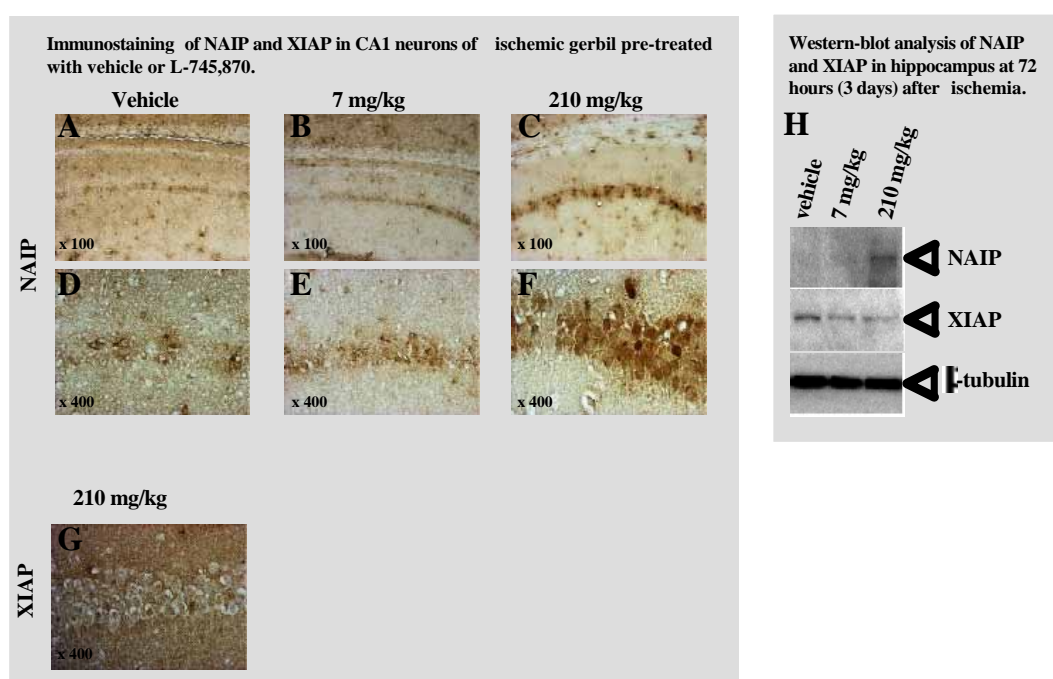 Immunostaining of NAIP and XIAP in CA1 neurons of ischemic gerbil pre-treated
with vehicle or L-745,870.
Vehicle 7 mg/kg 210 mg/kg
NAIP
A B C
x 100 x 100 x 100
D E F
x 400 x 400 x 400
210 mg/kg
XIAP
G
x 400
Western-blot analysis of NAIP
and XIAP in hippocampus at 72
hours (3 days) after ischemia.
H
vehicle 7 mg/kg 210 mg/kg
NAIP
XIAP
-tubulin